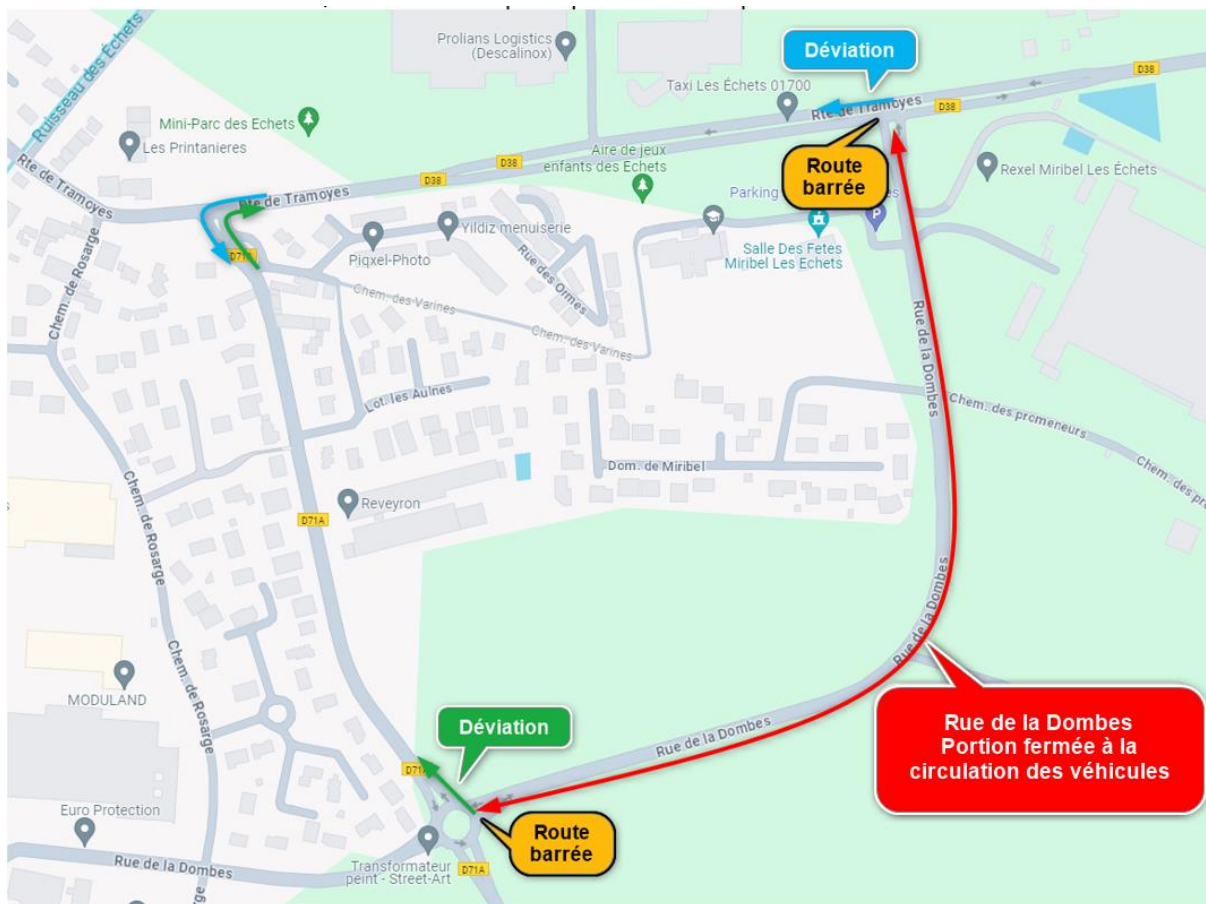 Prolians Logistics
(Descalinox)
Déviation
D38
Taxi Les Échets 01700
Rte de Tramoyes
D38
Ruisseau des Échets
Mini-Parc des Echets
Les Printanieres
Rte de Tramoyes
Aire de jeux
enfants des Echets
D38
D38
Route
barrée
Rexel Miribel Les Échets
Parking
P
Rte de Tramoyes
Yildiz menuiserie
Piqxel-Photo
Salle Des Fetes
Miribel Les Echets
Rue des Ormes
Chem. de Rosarge
Chem. des Varines
Chem. des Varines
Rue de la Dombes
Lot. les Aulnes
Chem. des promeneurs
Dom. de Miribel
Reveyron
D71A
Chem. de Rosarge
Rue de la Dombes
Rue de la Dombes
Chem. de Rosarge
MODULAND
Rue de la Dombes
Portion fermée à la
circulation des véhicules
Déviation
Rue de la Dombes
Euro Protection
Route
barrée
Rue de la Dombes
Transformateur
peint - Street-Art
D71A